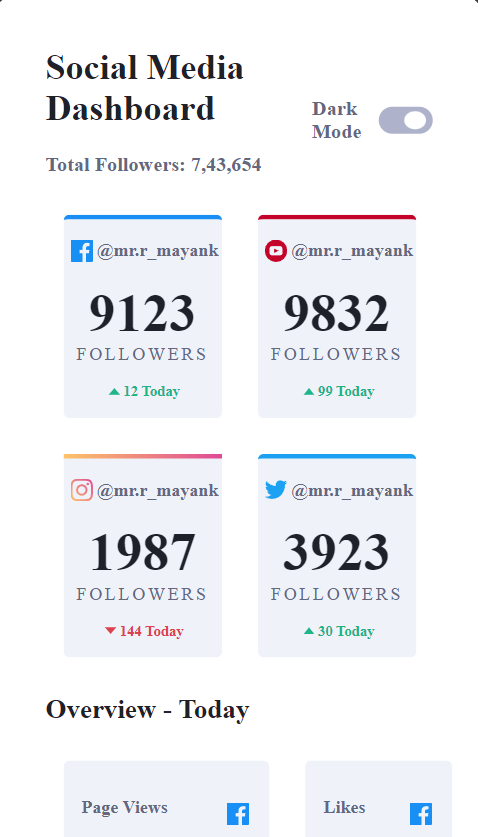 Social Media
Dashboard
Dark
Mode
Total Followers: 7,43,654
@mr.r_mayank
9123
FOLLOWERS
12 Today
@mr.r_mayank
9832
FOLLOWERS
99 Today
@mr.r_mayank
1987
FOLLOWERS
144 Today
@mr.r_mayank
3923
FOLLOWERS
30 Today
Overview - Today
Page Views
Likes